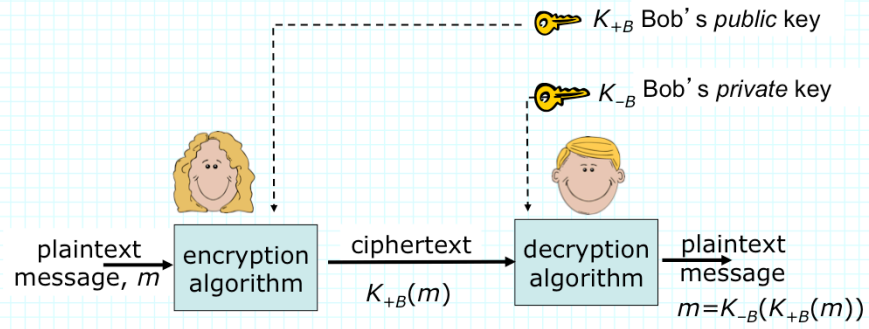 K+B Bob's public key
K–B Bob's private key
plaintext
message, m
encryption
algorithm
ciphertext
K+B(m)
decryption
algorithm
plaintext
message
m=K–B(K+B(m))